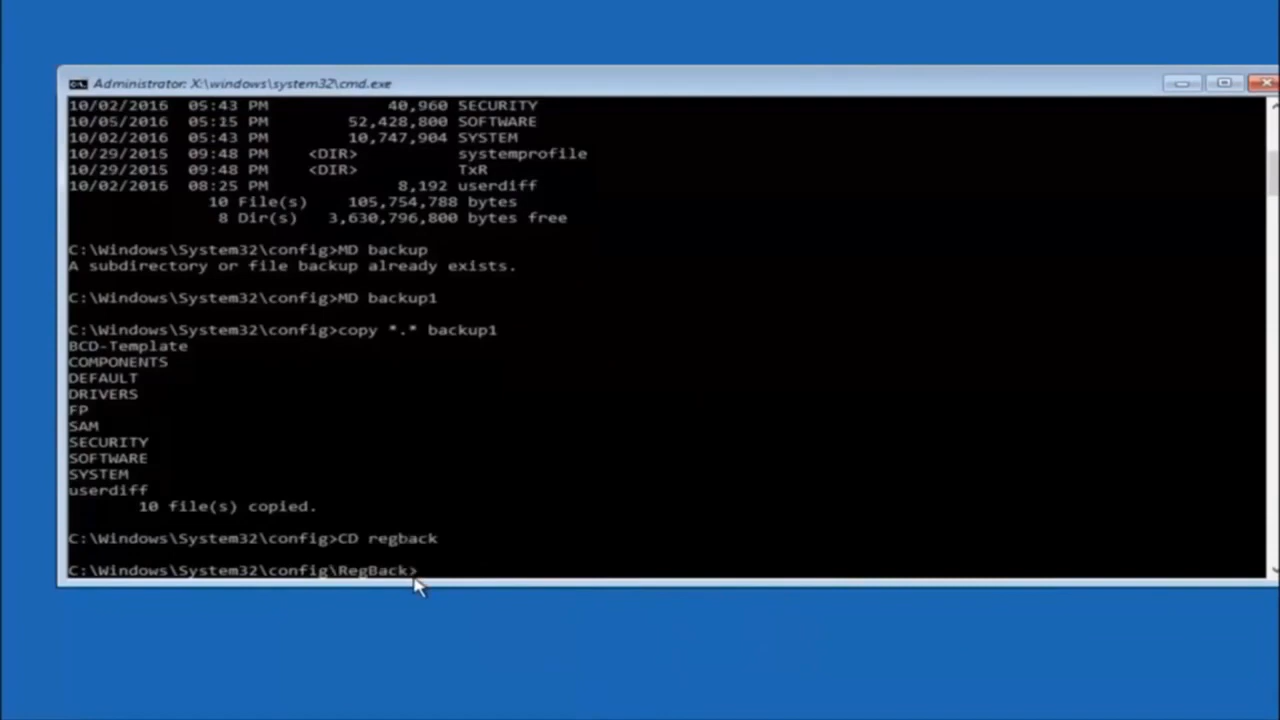 Administrator: X:\windows\system32\cmd.exe
10/02/2016  05:43 PM            40,960 SECURITY
10/05/2016  05:15 PM        52,428,800 SOFTWARE
10/02/2016  05:43 PM        10,747,904 SYSTEM
10/29/2015  09:48 PM    <DIR>          systemprofile
10/29/2015  09:48 PM    <DIR>          TxR
10/02/2016  08:25 PM             8,192 userdiff
              10 File(s)    105,754,788 bytes
               8 Dir(s)   3,630,796,800 bytes free
C:\Windows\System32\config>MD backup
A subdirectory or file backup already exists.
C:\Windows\System32\config>MD backup1
C:\Windows\System32\config>copy *.* backup1
BCD-Template
COMPONENTS
DEFAULT
DRIVERS
FP
SAM
SECURITY
SOFTWARE
SYSTEM
userdiff
       10 file(s) copied.
C:\Windows\System32\config>CD regback
C:\Windows\System32\config\RegBack>